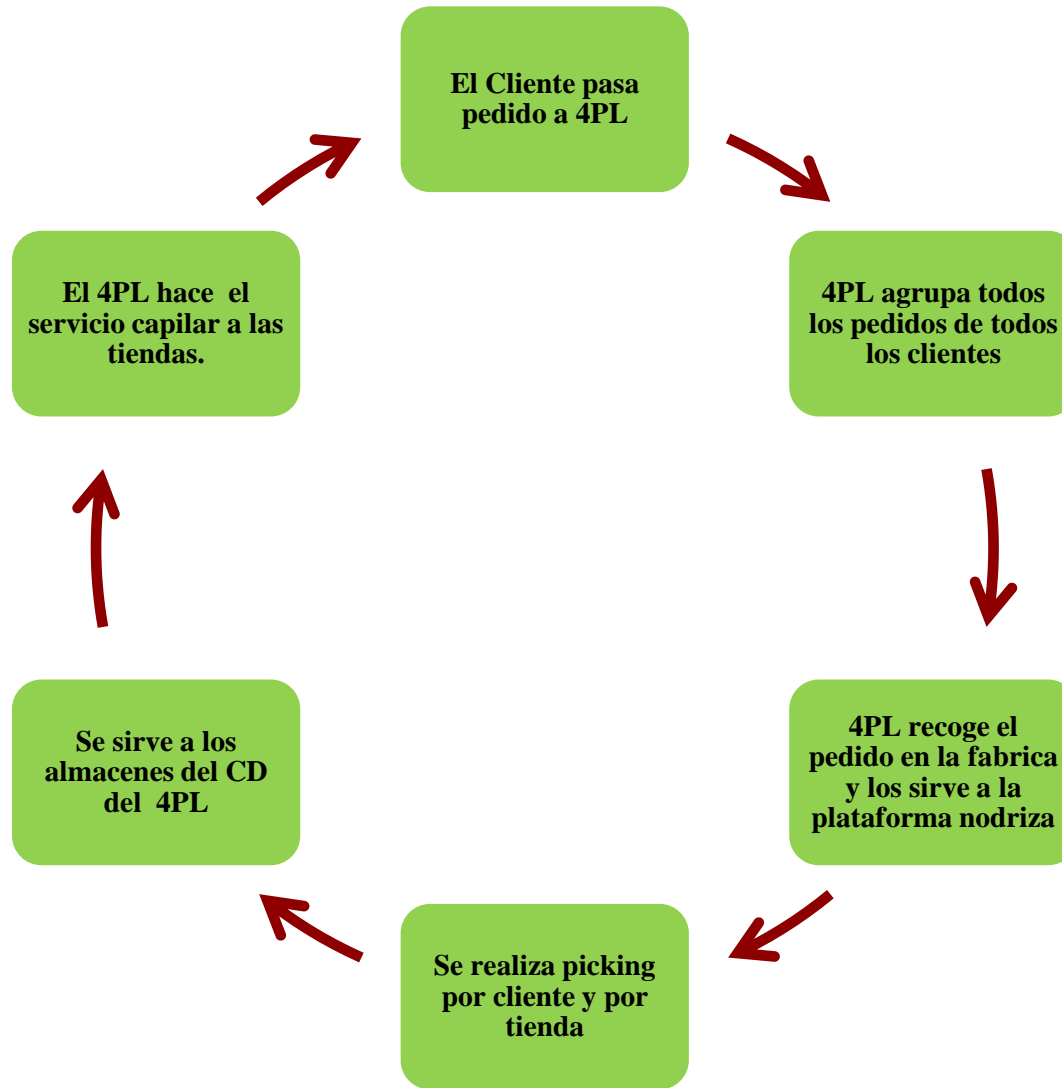 El Cliente pasa
pedido a 4PL
4PL agrupa todos
los pedidos de todos
los clientes
4PL recoge el
pedido en la fabrica
y los sirve a la
plataforma nodriza
Se realiza picking
por cliente y por
tienda
Se sirve a los
almacenes del CD
del 4PL
El 4PL hace el
servicio capilar a las
tiendas.